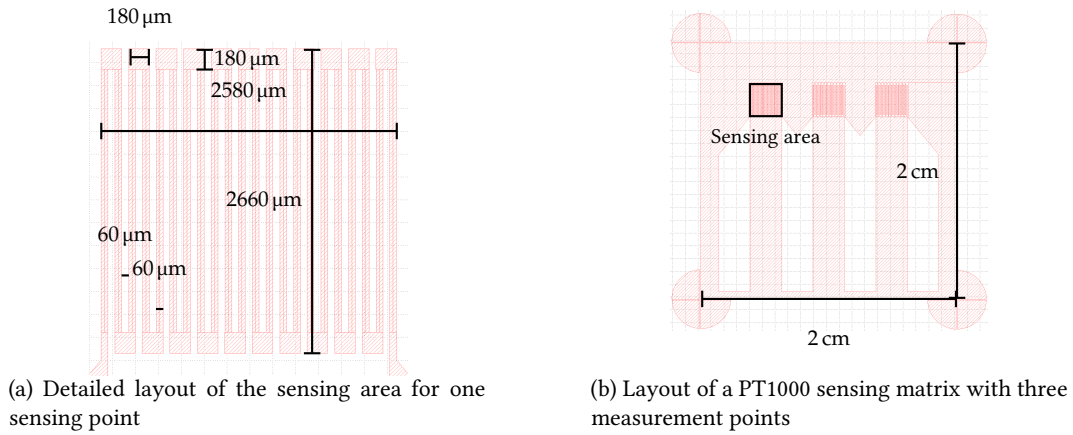 180 µm
180 µm
2580 µm
2660 µm
60 µm
60 µm
(a) Detailed layout of the sensing area for one
sensing point
Sensing area
2 cm
2 cm
(b) Layout of a PT1000 sensing matrix with three
measurement points